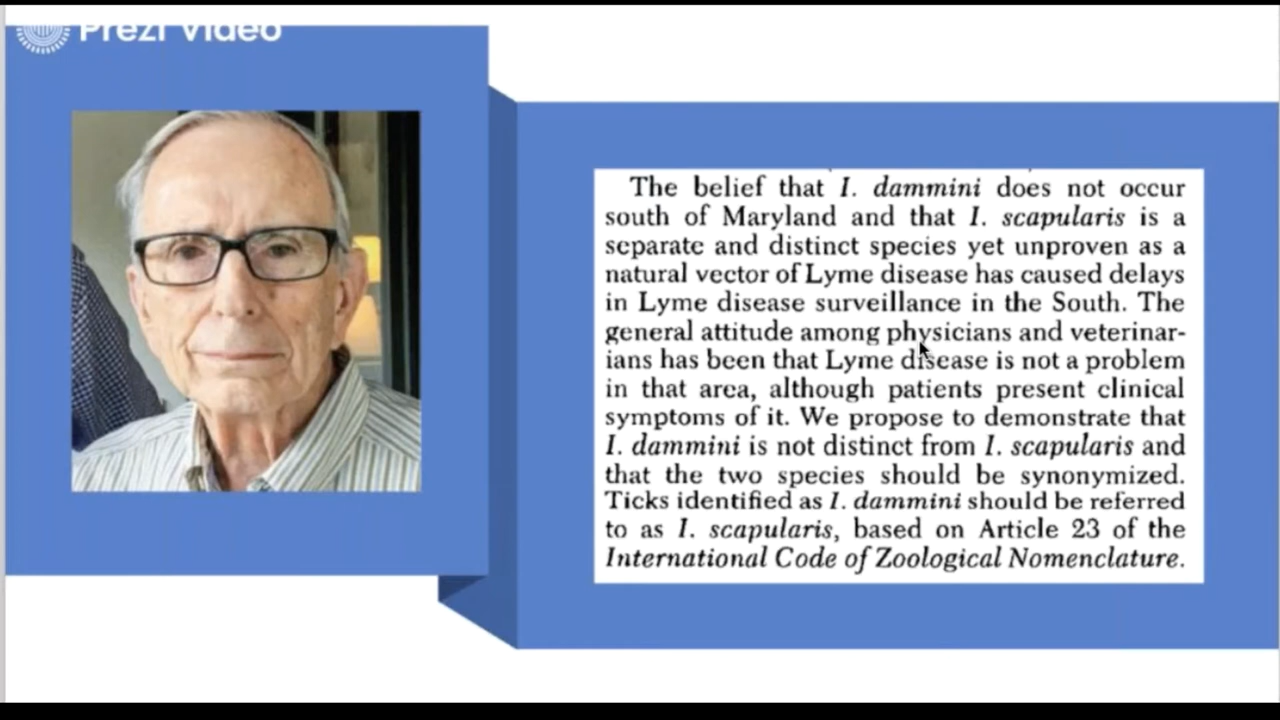 Prezi Video
The belief that I. dammini does not occur
south of Maryland and that I. scapularis is a
separate and distinct species yet unproven as a
natural vector of Lyme disease has caused delays
in Lyme disease surveillance in the South. The
general attitude among physicians and veterinar-
ians has been that Lyme disease is not a problem
in that area, although patients present clinical
symptoms of it. We propose to demonstrate that
I. dammini is not distinct from I. scapularis and
that the two species should be synonymized.
Ticks identified as I. dammini should be referred
to as I. scapularis, based on Article 23 of the
International Code of Zoological Nomenclature.